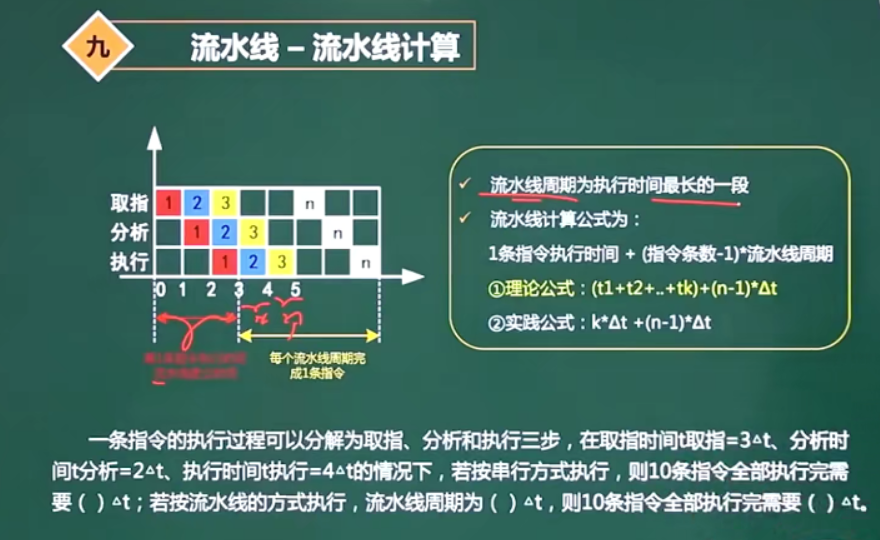 九
流水线 – 流水线计算
取指 1 2 3 n
分析 1 2 3 n
执行 1 2 3 n
0 1 2 3 4 5
每个流水线周期完
成1条指令
✓ 流水线周期为执行时间最长的一段
✓ 流水线计算公式为：
1条指令执行时间 + (指令条数-1)*流水线周期
①理论公式：(t1+t2+..+tk)+(n-1)*Δt
②实践公式：k*Δt +(n-1)*Δt
一条指令的执行过程可以分解为取指、分析和执行三步，在取指时间t取指=3△t、分析时
间t分析=2△t、执行时间t执行=4△t的情况下，若按串行方式执行，则10条指令全部执行完需
要（ ）△t；若按流水线的方式执行，流水线周期为（ ）△t，则10条指令全部执行完需要（ ）△t。